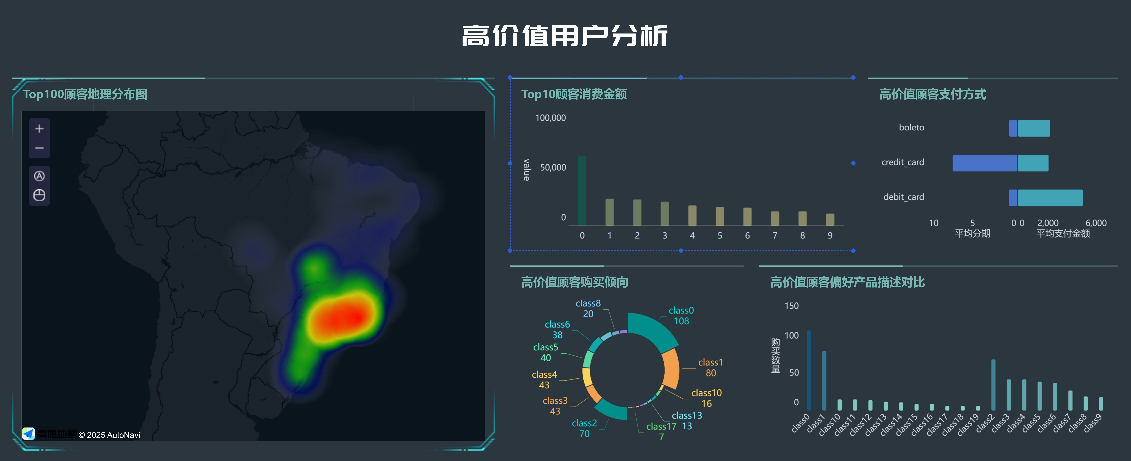 高价值用户分析
Top100顾客地理分布图
+
−
© 2025 AutoNavi
Top10顾客消费金额
100,000
50,000
0
value
0 1 2 3 4 5 6 7 8 9
高价值顾客支付方式
boleto
credit_card
debit_card
10 5 0 0 2,000 6,000
平均分期 平均支付金额
高价值顾客购买倾向
class8
20
class0
108
class6
38
class5
40
class1
80
class4
43
class10
16
class3
43
class13
13
class2
70
class17
7
高价值顾客偏好产品描述对比
150
100
50
0
购买数量
class0 class1 class10 class11 class12 class13 class14 class15 class16 class17 class18 class19 class2 class3 class4 class5 class6 class7 class8 class9